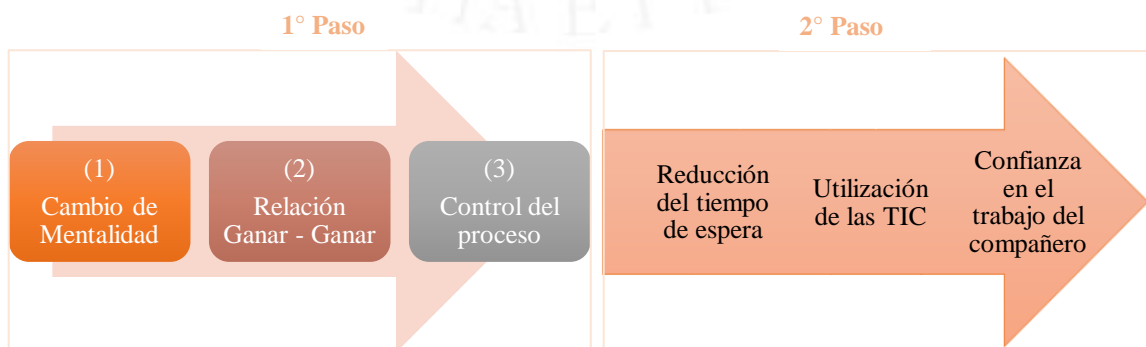 1° Paso
(1)
Cambio de
Mentalidad
(2)
Relación
Ganar - Ganar
(3)
Control del
proceso
2° Paso
Reducción
del tiempo
de espera
Utilización
de las TIC
Confianza
en el
trabajo del
compañero